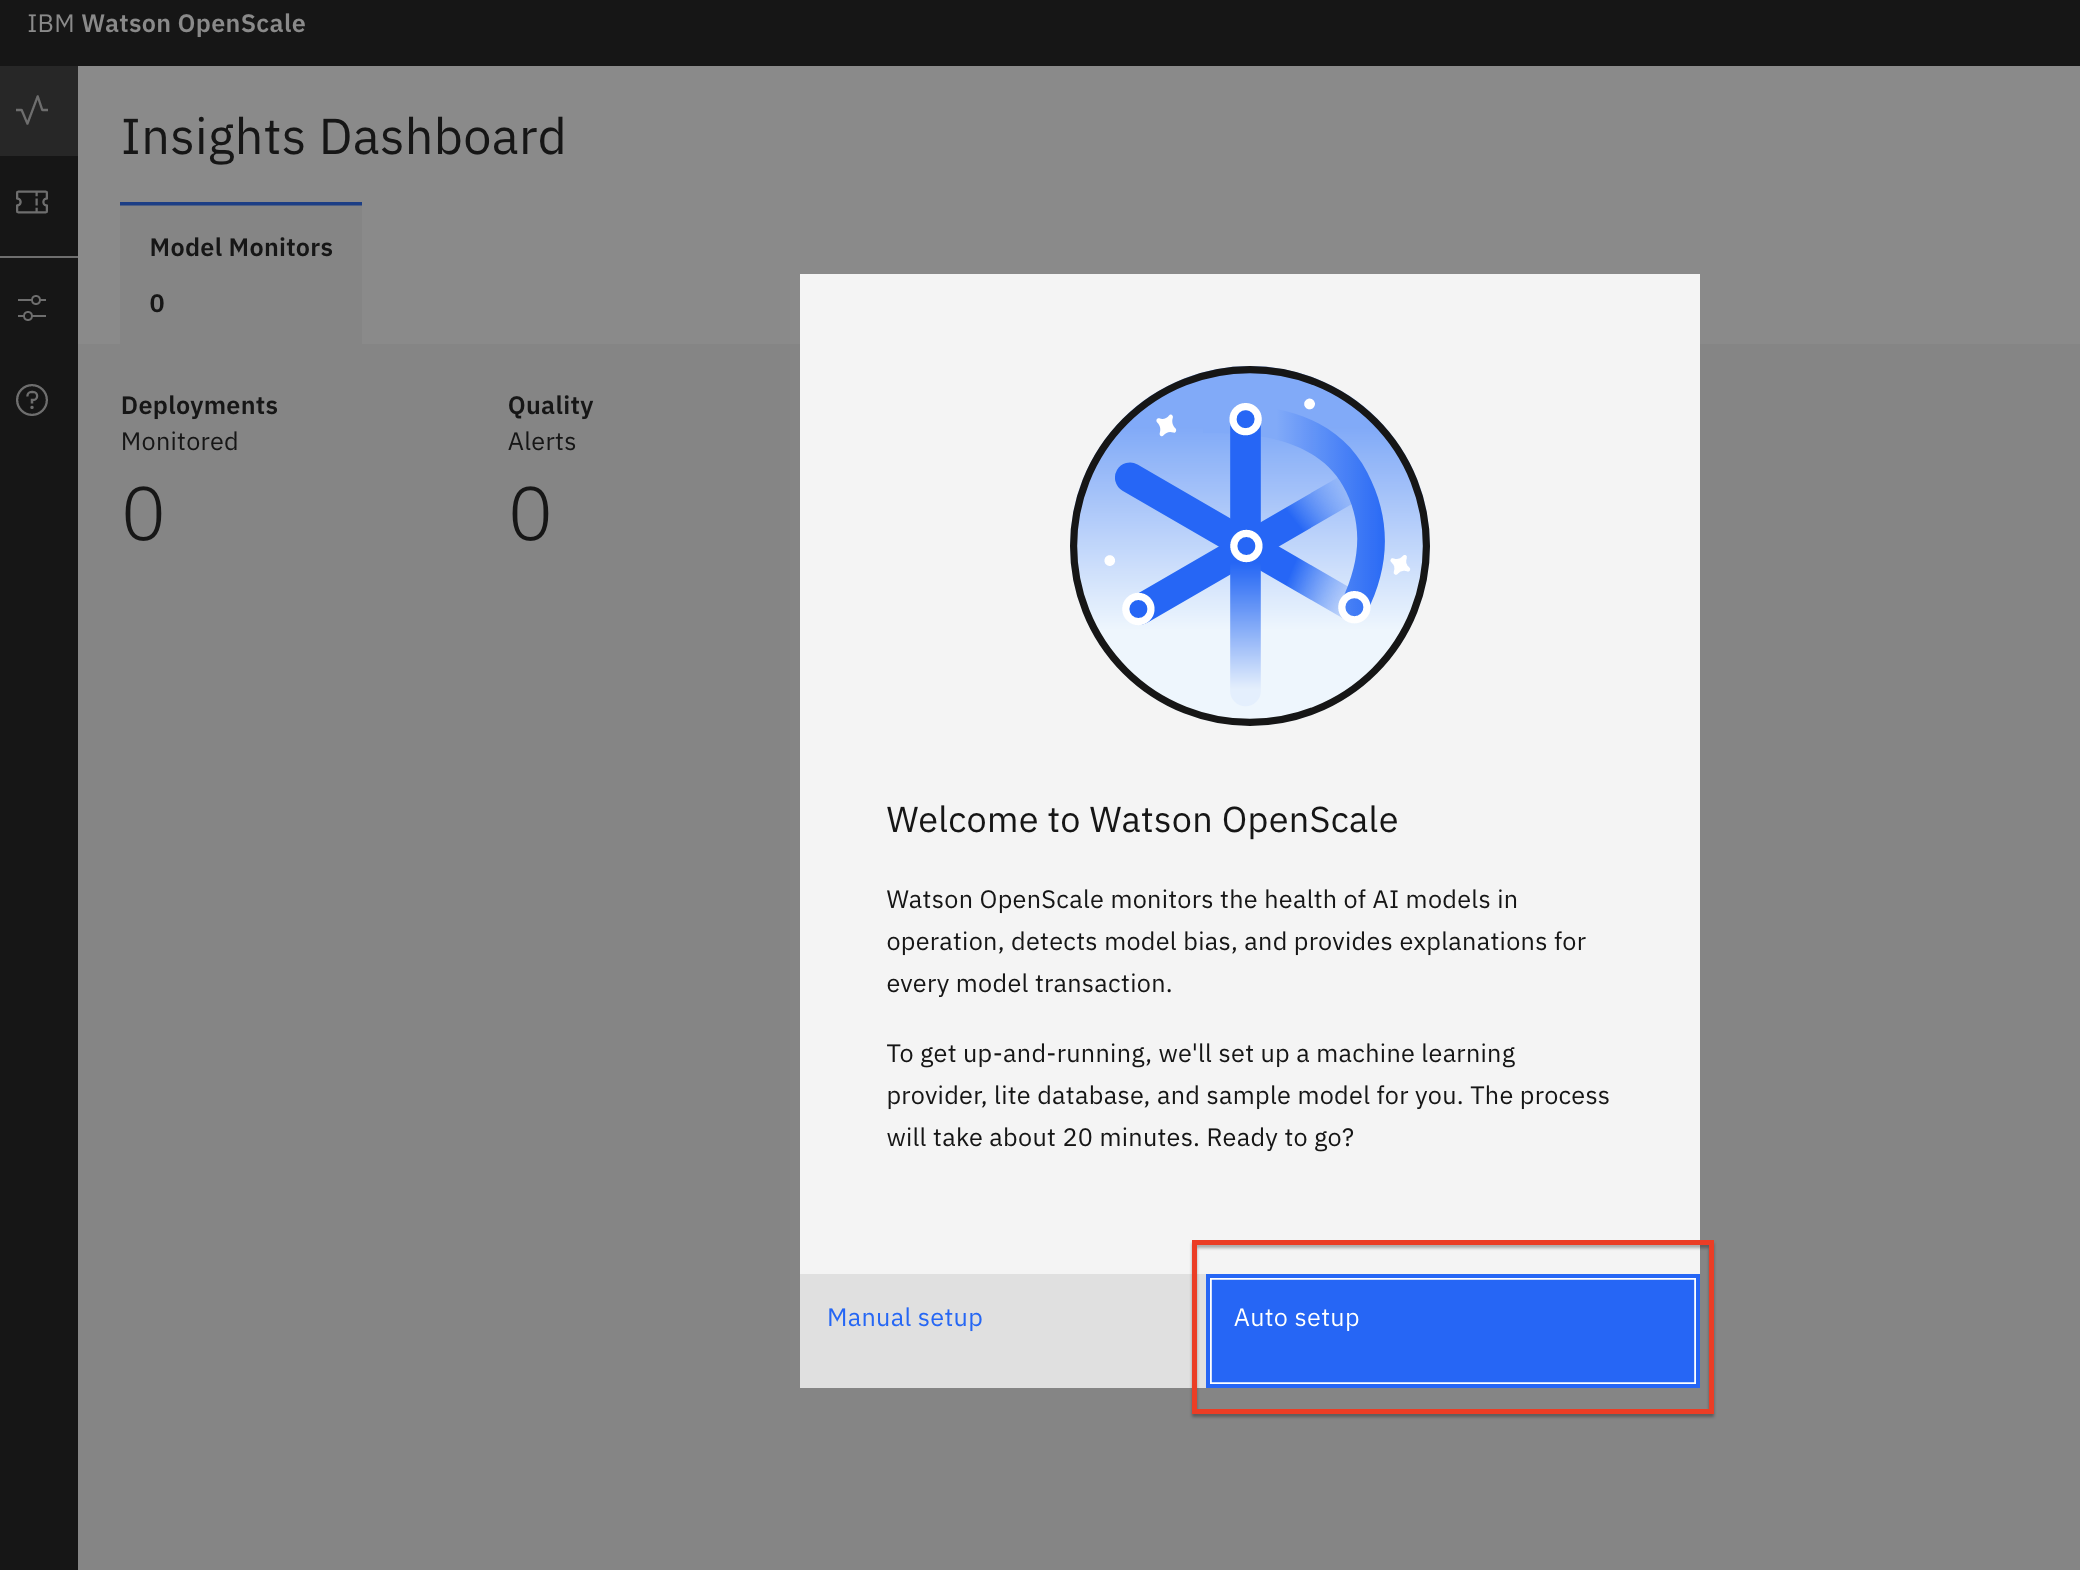 IBM Watson OpenScale
Insights Dashboard
Model Monitors
0
Deployments
Monitored
0
Quality
Alerts
0
Welcome to Watson OpenScale
Watson OpenScale monitors the health of AI models in
operation, detects model bias, and provides explanations for
every model transaction.
To get up-and-running, we'll set up a machine learning
provider, lite database, and sample model for you. The process
will take about 20 minutes. Ready to go?
Manual setup
Auto setup